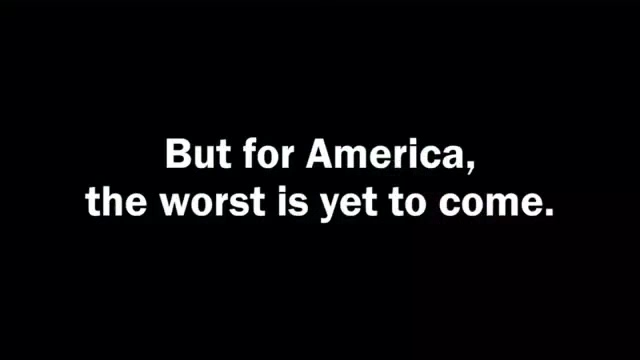 But for America,
the worst is yet to come.